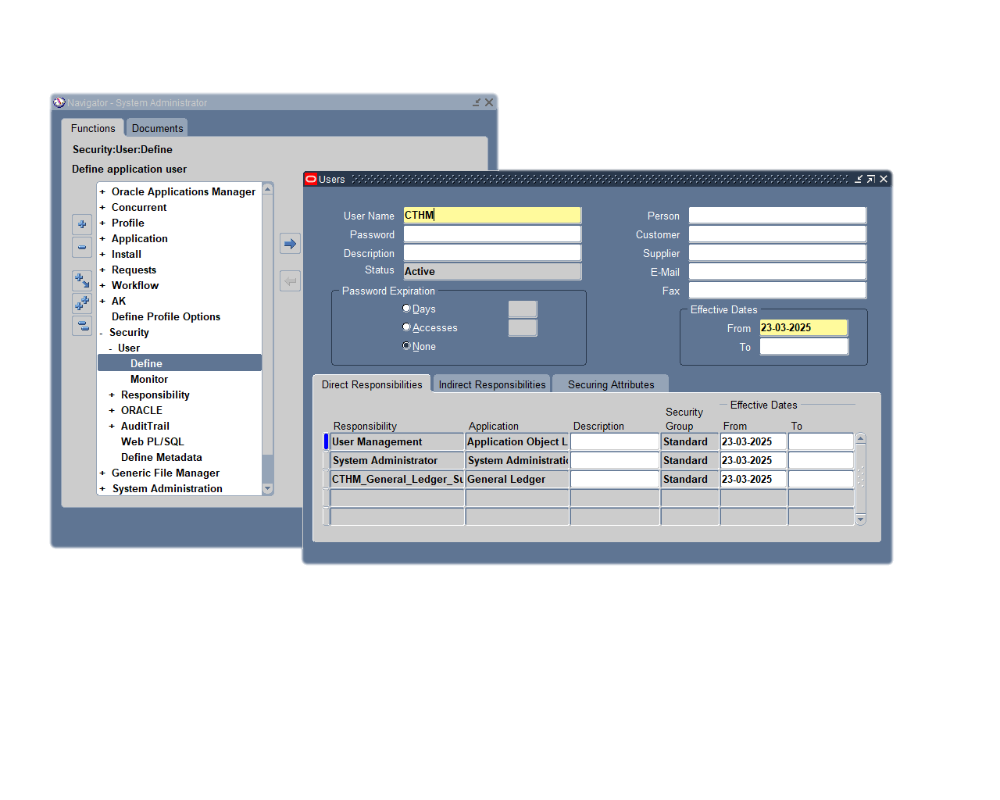 Navigator - System Administrator
Functions
Documents
Security:User:Define
Define application user
+ Oracle Applications Manager
+ Concurrent
+ Profile
+ Application
+ Install
+ Requests
+ Workflow
+ AK
Define Profile Options
- Security
- User
Define
Monitor
+ Responsibility
+ ORACLE
+ AuditTrail
Web PL/SQL
Define Metadata
+ Generic File Manager
+ System Administration
Users
User Name CTHM
Password
Description
Status Active
Person
Customer
Supplier
E-Mail
Fax
Password Expiration
Days
Accesses
None
Effective Dates
From 23-03-2025
To
Direct Responsibilities
Indirect Responsibilities
Securing Attributes
Effective Dates
Responsibility Application Description Security Group From To
User Management Application Object L Standard 23-03-2025
System Administrator System Administratic Standard 23-03-2025
CTHM_General_Ledger_Su General Ledger Standard 23-03-2025